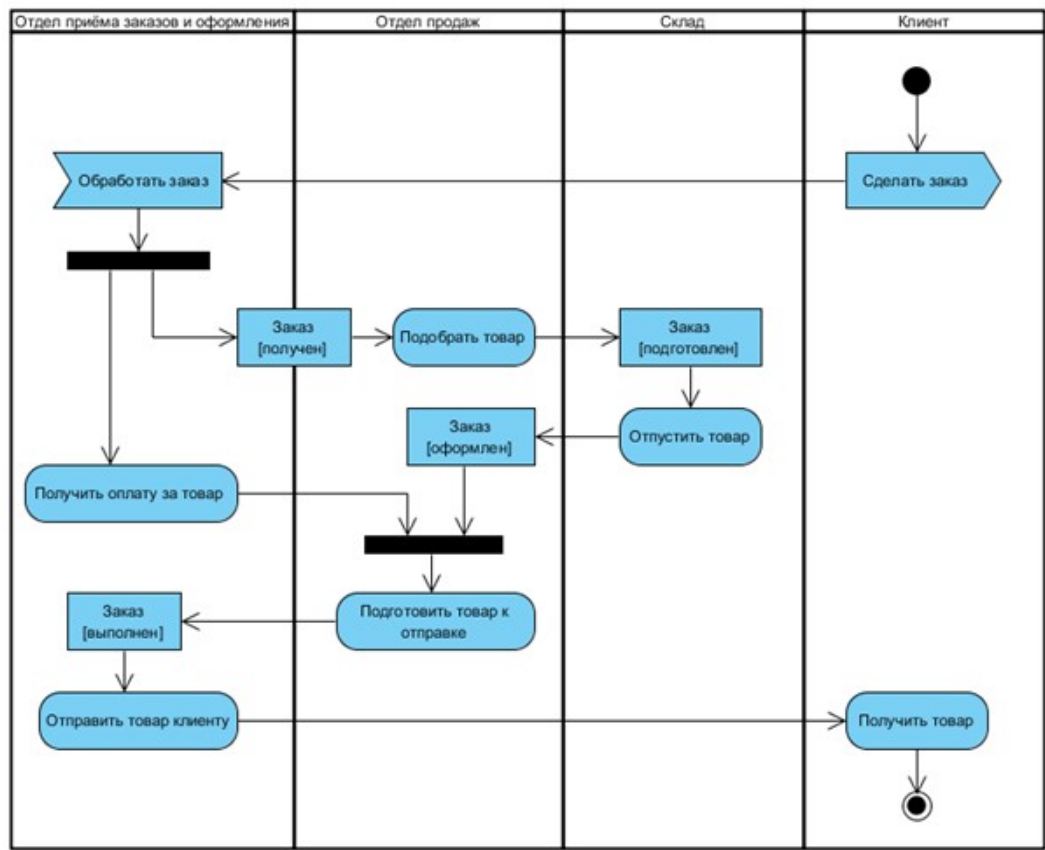 Отдел приёма заказов и оформления
Отдел продаж
Склад
Клиент
Обработать заказ
Сделать заказ
Заказ
[получен]
Подобрать товар
Заказ
[подготовлен]
Заказ
[оформлен]
Отпустить товар
Получить оплату за товар
Заказ
[выполнен]
Подготовить товар к
отправке
Отправить товар клиенту
Получить товар